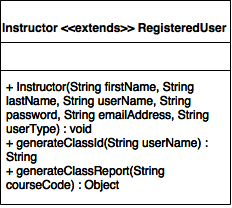 Instructor <<extends>> RegisteredUser
+ Instructor(String firstName, String
lastName, String userName, String
password, String emailAddress, String
userType) : void
+ generateClassId(String userName) :
String
+ generateClassReport(String
courseCode) : Object